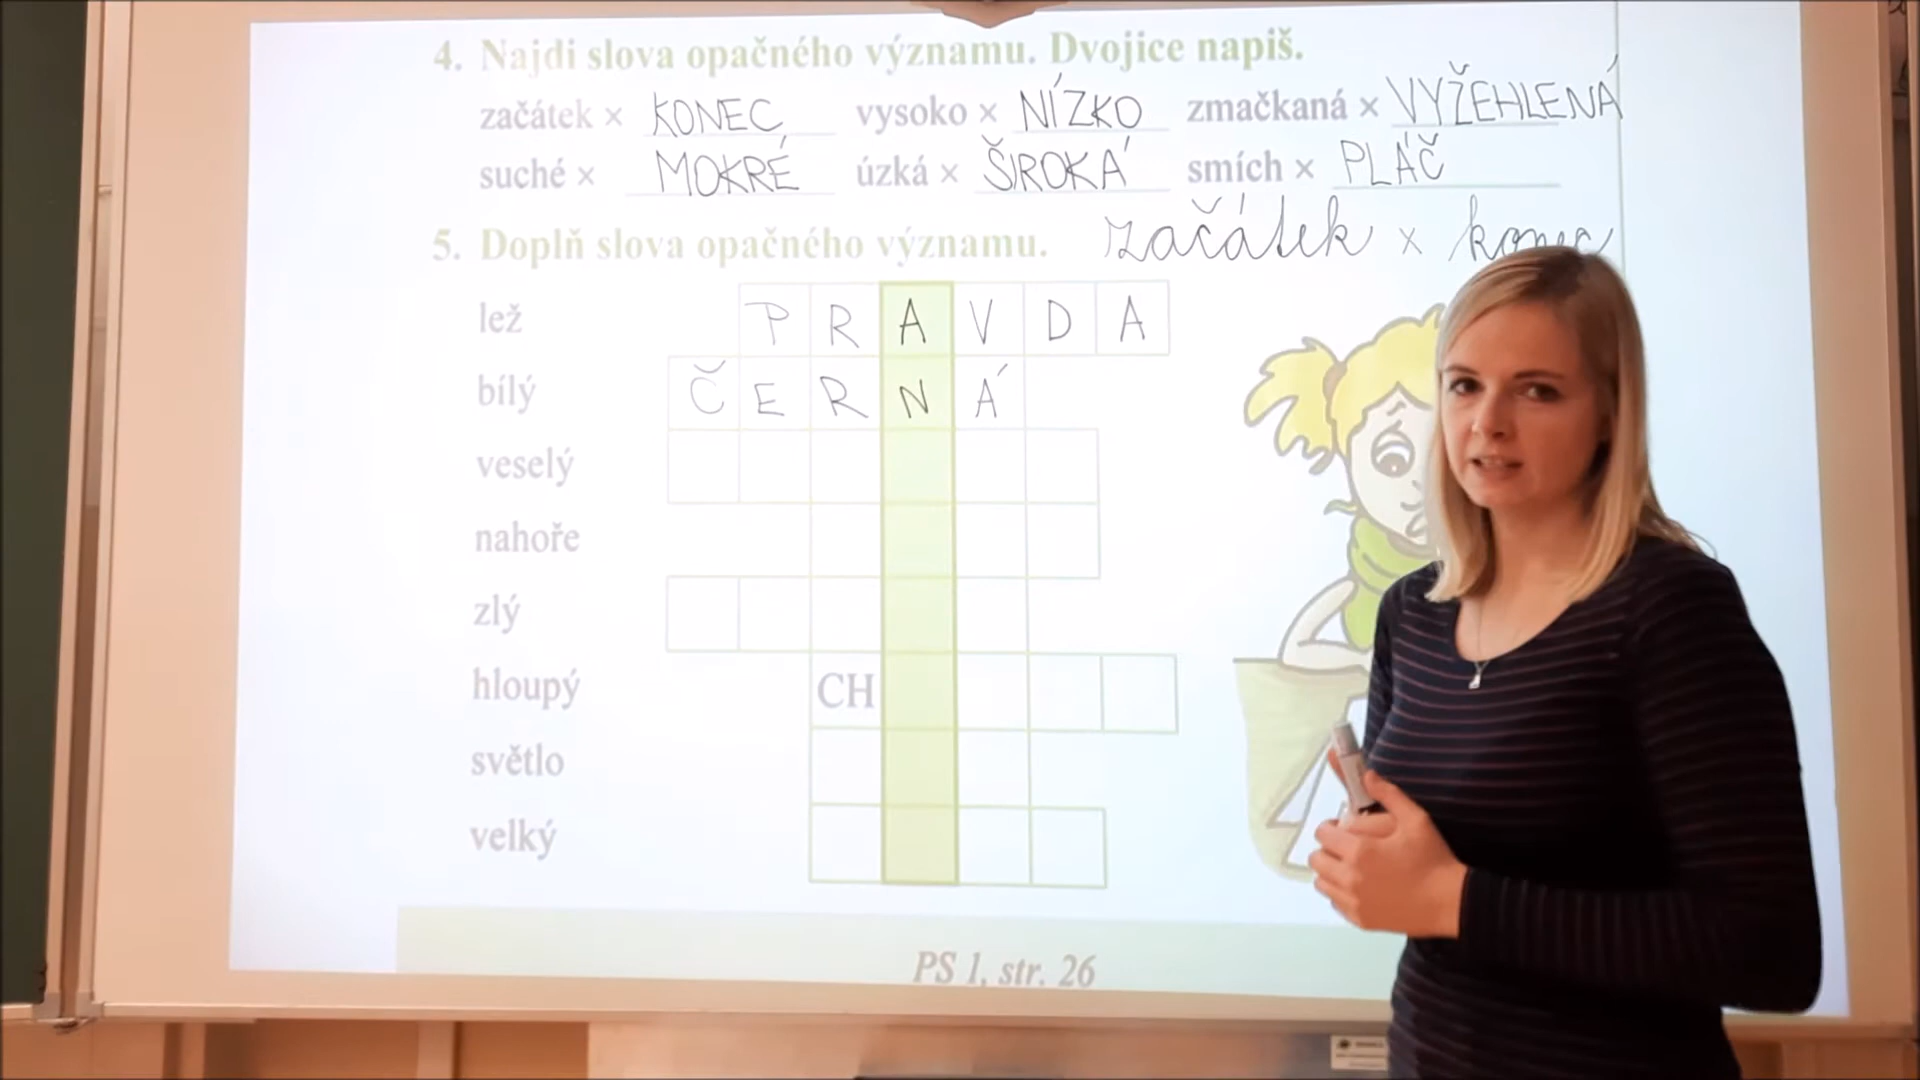 4. Najdi slova opačného významu. Dvojice napiš.
začátek × KONEC vysoko × NÍZKO zmačkaná × VYŽEHLENÁ
suché × MOKRÉ úzká × ŠIROKÁ smích × PLÁČ
5. Doplň slova opačného významu. začátek × konec
lež P R A V D A
bílý Č E R N Á
veselý
nahoře
zlý
hloupý CH
světlo
velký
PS 1, str. 26